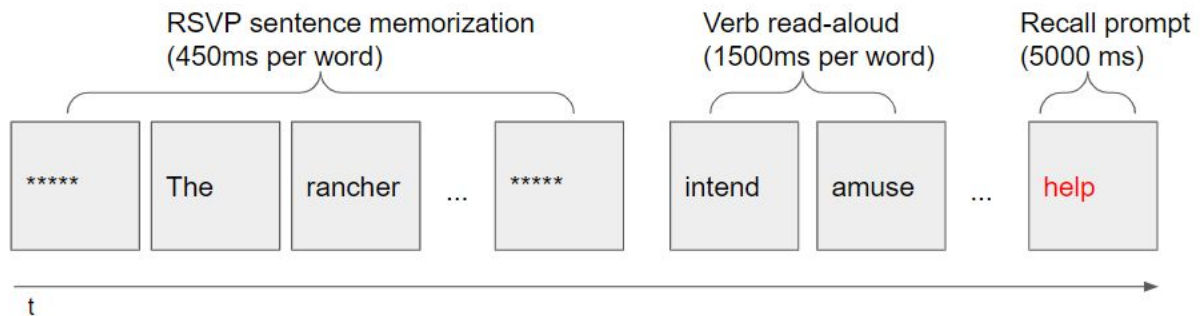 RSVP sentence memorization
(450ms per word)
Verb read-aloud
(1500ms per word)
Recall prompt
(5000 ms)
***** The rancher ... ***** intend amuse ... help
t